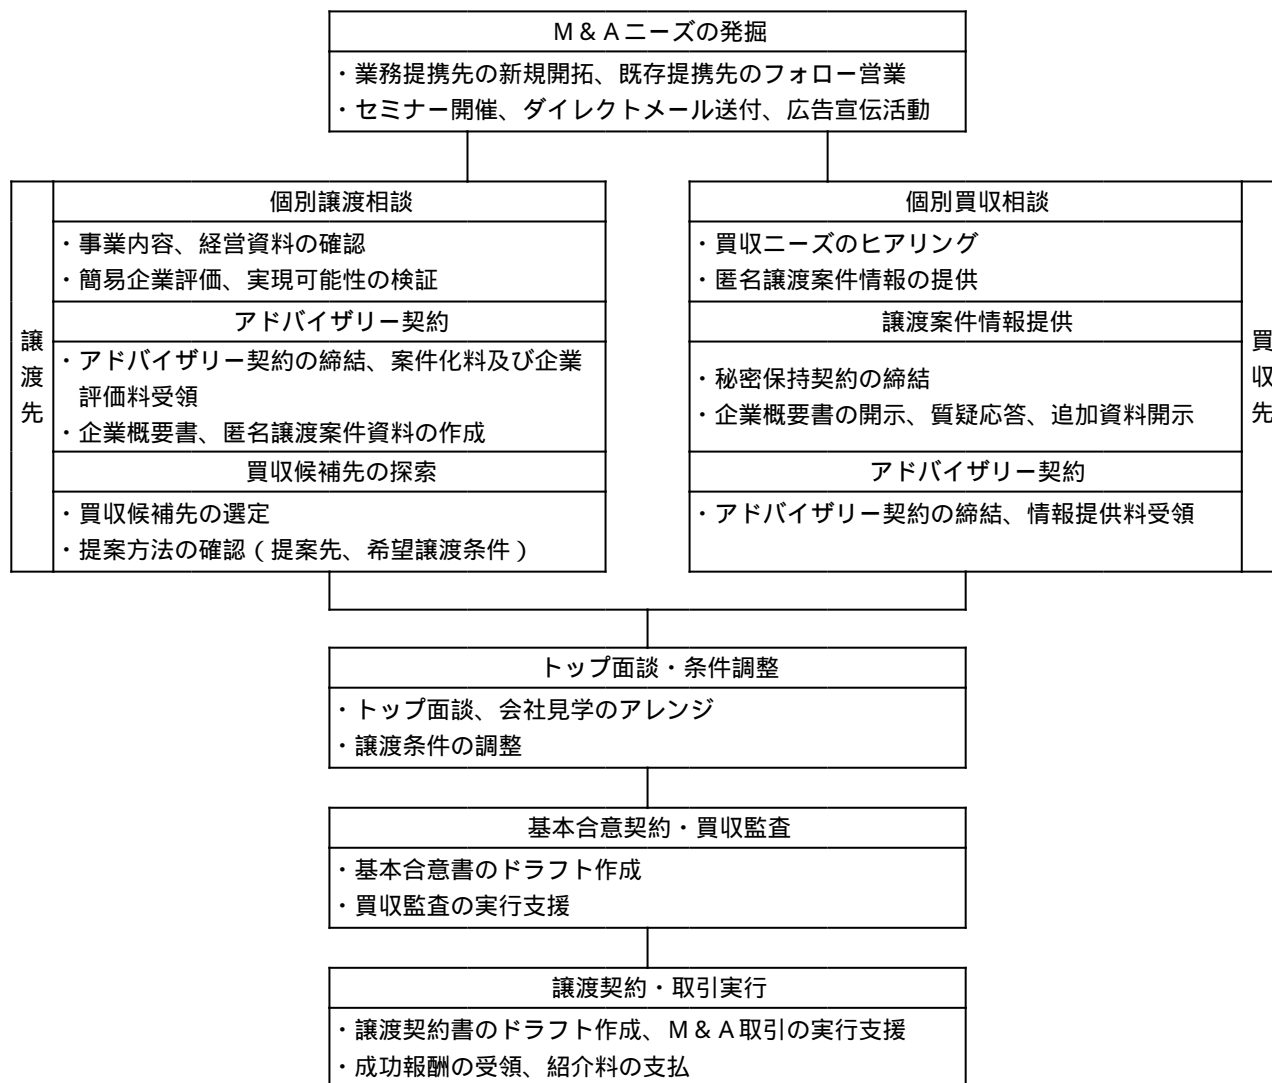 M&Aニーズの発掘
・業務提携先の新規開拓、既存提携先のフォロー営業
・セミナー開催、ダイレクトメール送付、広告宣伝活動
譲渡先
個別譲渡相談
・事業内容、経営資料の確認
・簡易企業評価、実現可能性の検証
アドバイザリー契約
・アドバイザリー契約の締結、案件化料及び企業
評価料受領
・企業概要書、匿名譲渡案件資料の作成
買収候補先の探索
・買収候補先の選定
・提案方法の確認(提案先、希望譲渡条件)
個別買収相談
・買収ニーズのヒアリング
・匿名譲渡案件情報の提供
譲渡案件情報提供
・秘密保持契約の締結
・企業概要書の開示、質疑応答、追加資料開示
アドバイザリー契約
・アドバイザリー契約の締結、情報提供料受領
買収先
トップ面談・条件調整
・トップ面談、会社見学のアレンジ
・譲渡条件の調整
基本合意契約・買収監査
・基本合意書のドラフト作成
・買収監査の実行支援
譲渡契約・取引実行
・譲渡契約書のドラフト作成、M&A取引の実行支援
・成功報酬の受領、紹介料の支払